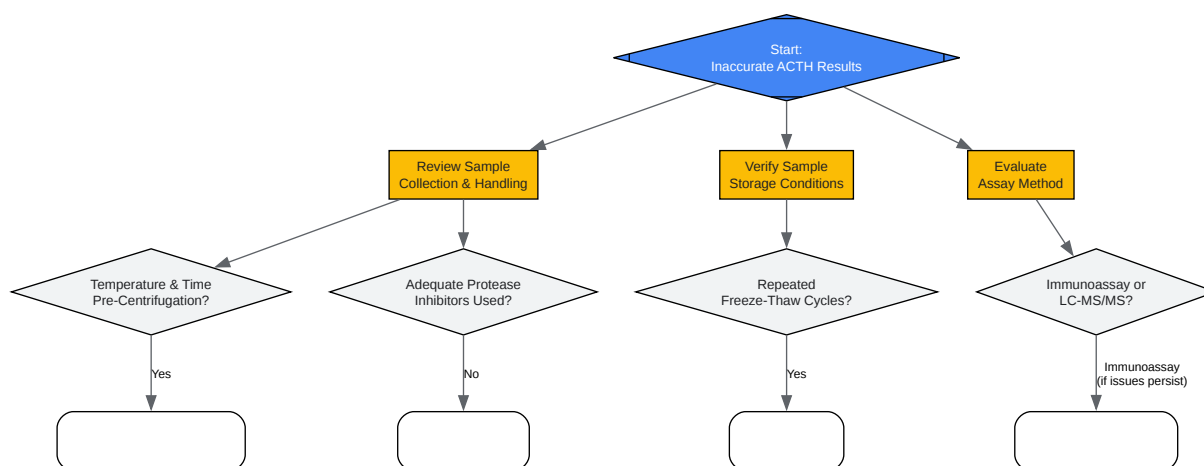 Start:
Inaccurate ACTH Results
Review Sample
Collection & Handling
Verify Sample
Storage Conditions
Evaluate
Assay Method
Temperature & Time
Pre-Centrifugation?
Adequate Protease
Inhibitors Used?
Repeated
Freeze-Thaw Cycles?
Immunoassay or
LC-MS/MS?
Yes
No
Yes
Immunoassay
(if issues persist)